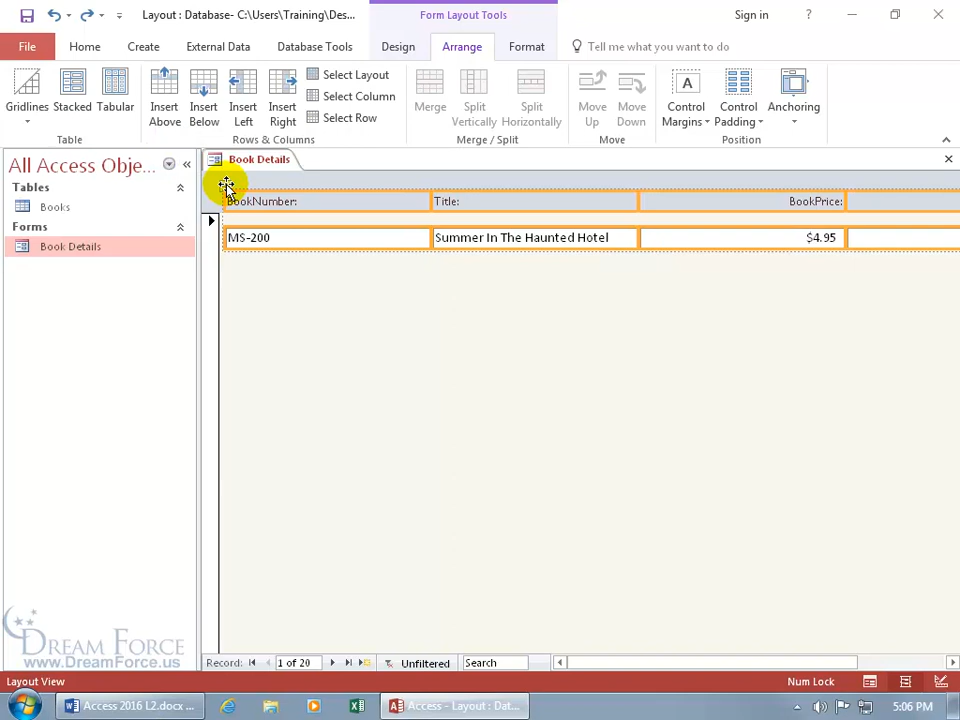 Layout : Database- C:\Users\Training\Des...
Form Layout Tools
Sign in
?
File
Home
Create
External Data
Database Tools
Design
Arrange
Format
Tell me what you want to do
Gridlines
Stacked
Tabular
Table
Insert Above
Insert Below
Insert Left
Insert Right
Select Layout
Select Column
Select Row
Rows & Columns
Merge
Split Vertically
Split Horizontally
Merge / Split
Move Up
Move Down
Move
A
Control Margins
Control Padding
Anchoring
Position
All Access Obje...
Tables
Books
Forms
Book Details
Book Details
BookNumber:
Title:
BookPrice:
MS-200
Summer In The Haunted Hotel
$4.95
DREAM FORCE
www.DreamForce.us
Record:
1 of 20
Unfiltered
Search
Layout View
Num Lock
Access 2016 L2.docx ...
Access - Layout : Dat...
5:06 PM